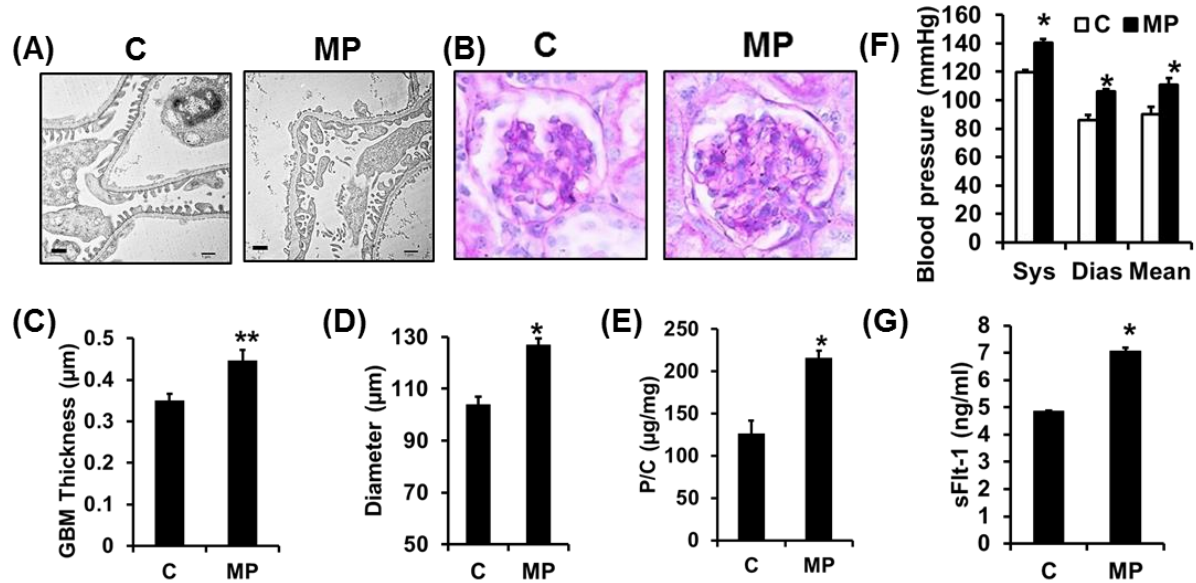 (A)
C
MP
(B)
C
MP
(C)
GBM Thickness (µm)
0.5
0.4
0.3
0.2
0.1
0
**
C
MP
(D)
Diameter (µm)
130
110
90
70
50
*
C
MP
(E)
P/C (µg/mg)
250
200
150
100
50
0
*
C
MP
(F)
Blood pressure (mmHg)
160
140
120
100
80
60
40
20
0
C MP
*
*
*
Sys Dias Mean
(G)
sFlt-1 (ng/ml)
8
7
6
5
4
3
2
1
0
*
C
MP